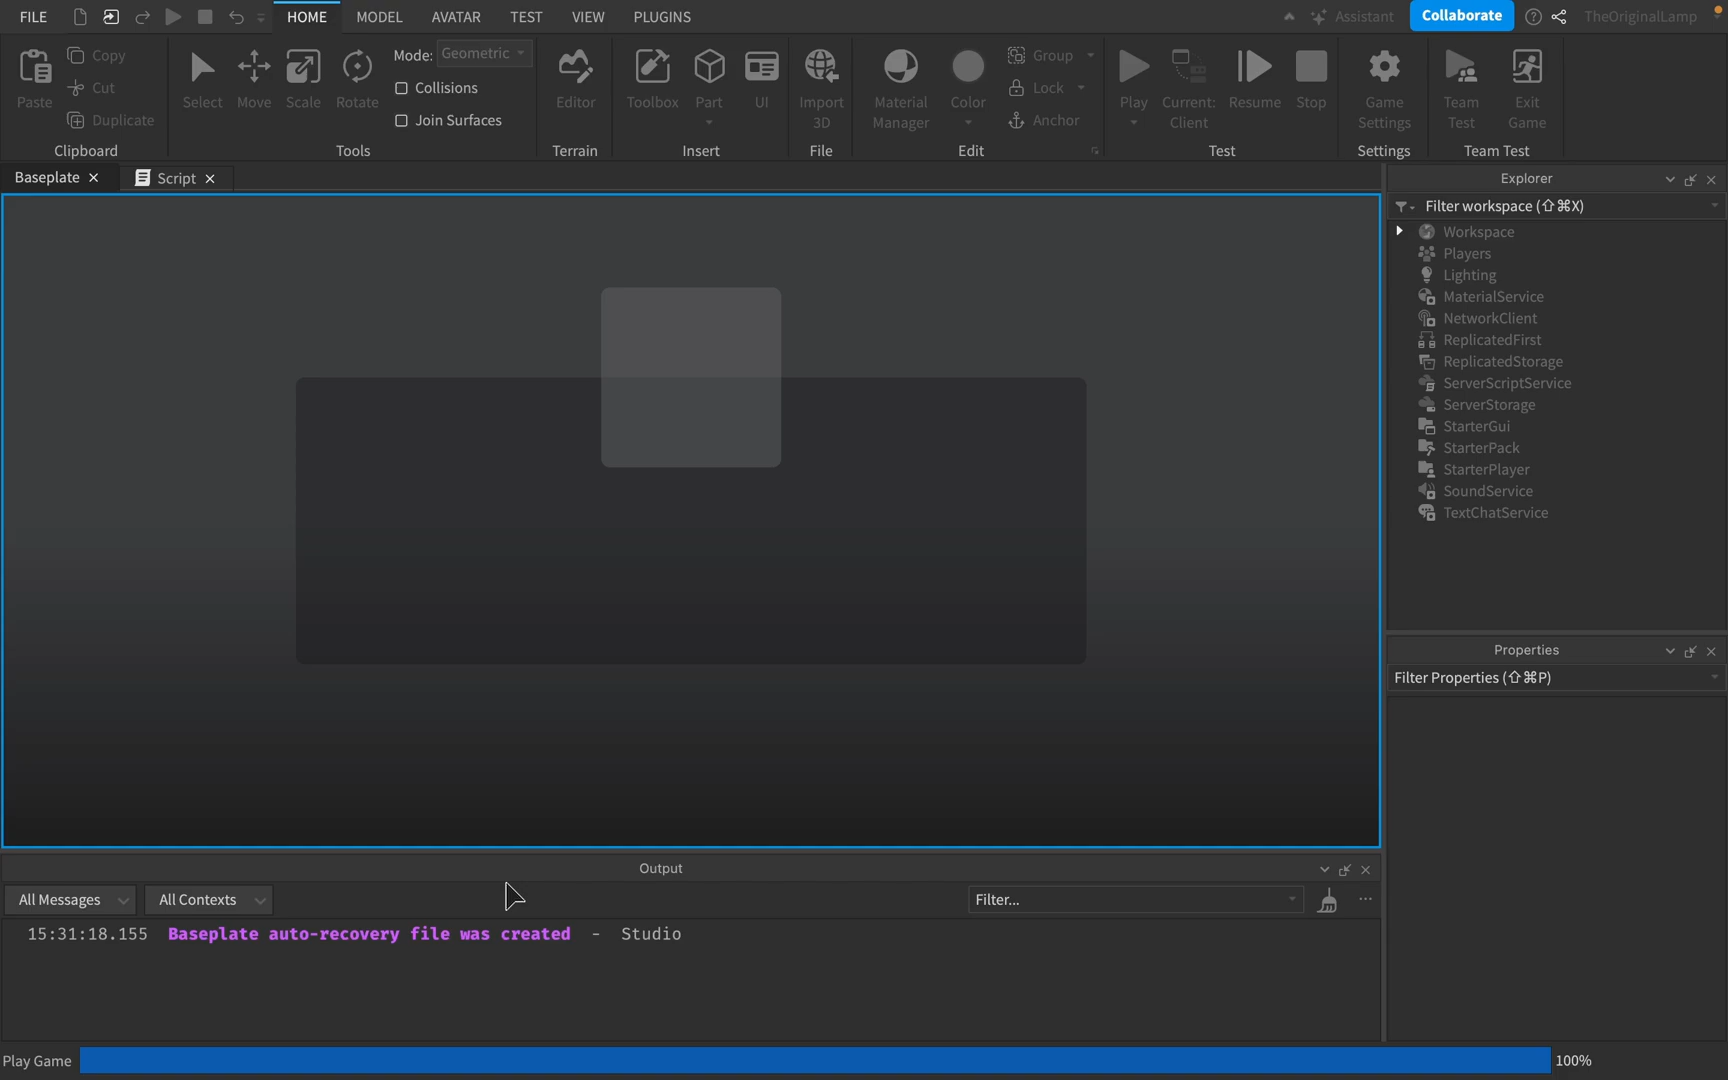 FILE HOME MODEL AVATAR TEST VIEW PLUGINS Assistant Collaborate TheOriginalLamp
Paste Copy Cut Duplicate
Clipboard
Select Move Scale Rotate Mode: Geometric
Collisions
Join Surfaces
Tools
Editor
Terrain
Toolbox Part UI
Insert
Import
3D
File
Material
Manager
Color
Group
Lock
Anchor
Edit
Play Current:
Client
Resume Stop
Test
Game
Settings
Settings
Team
Test
Exit
Game
Team Test
Baseplate Script
Explorer
Filter workspace (⇧⌘X)
Workspace
Players
Lighting
MaterialService
NetworkClient
ReplicatedFirst
ReplicatedStorage
ServerScriptService
ServerStorage
StarterGui
StarterPack
StarterPlayer
SoundService
TextChatService
Properties
Filter Properties (⇧⌘P)
Output
All Messages All Contexts Filter...
15:31:18.155 Baseplate auto-recovery file was created - Studio
Play Game 100%